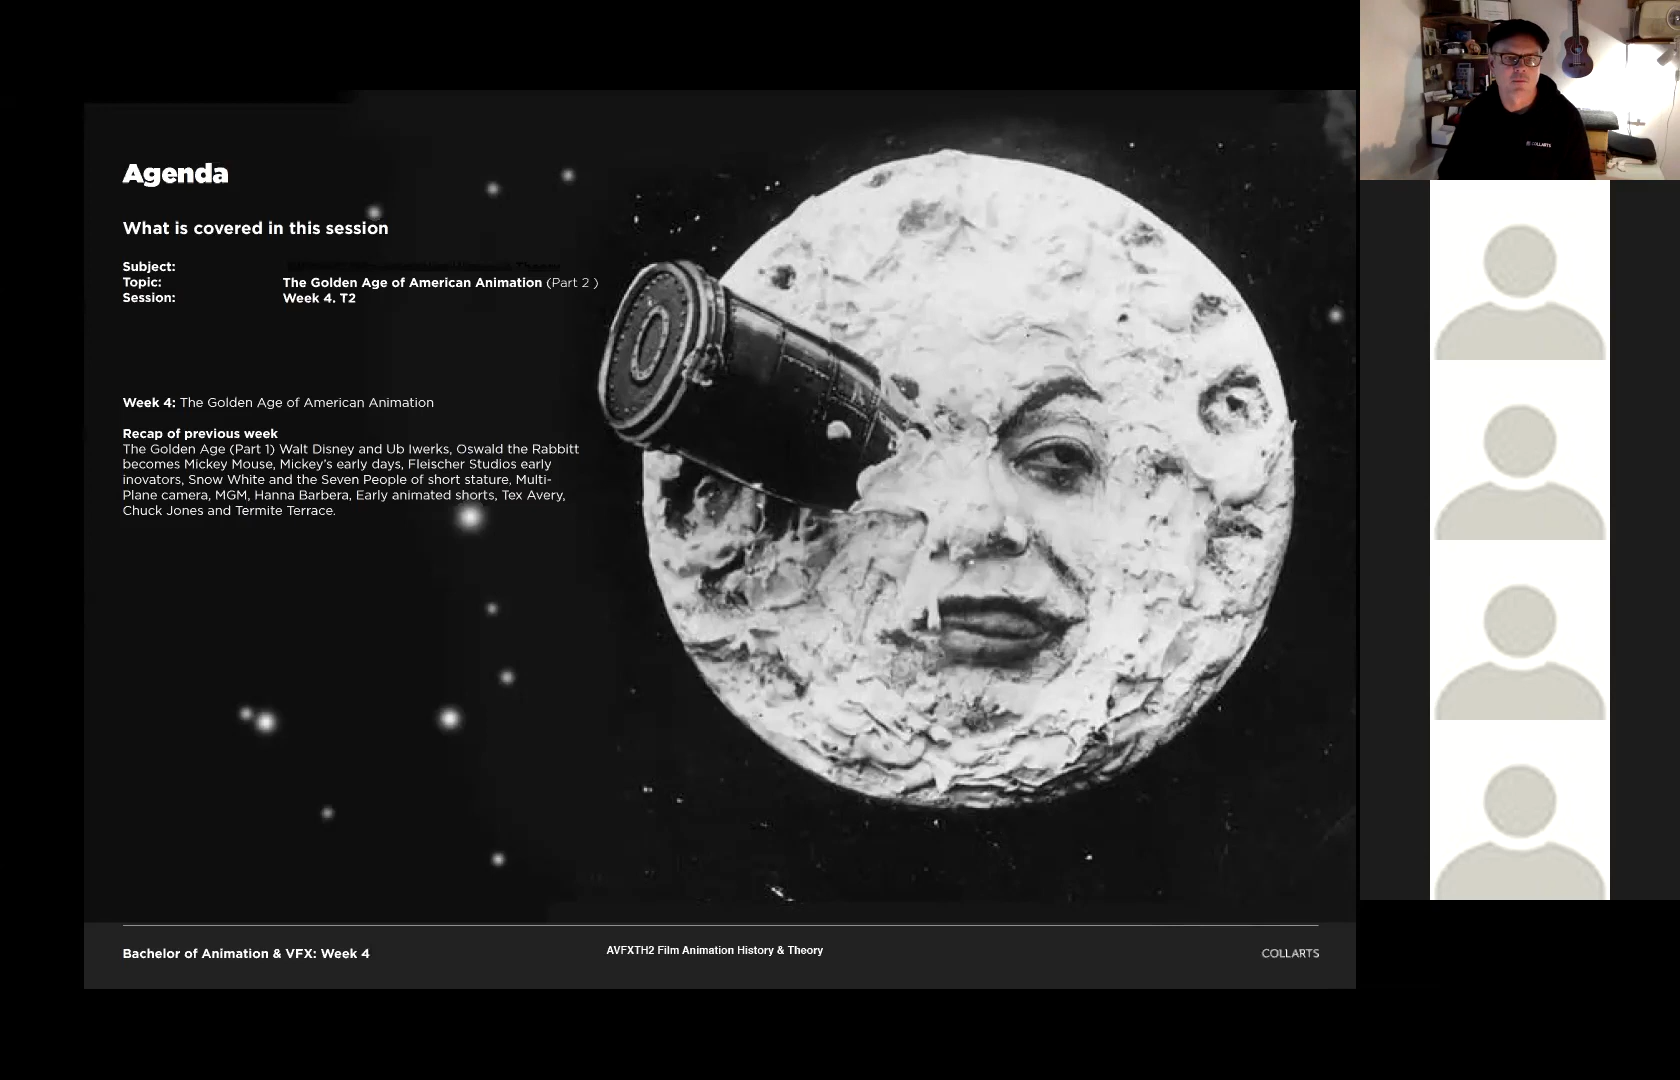 Agenda
What is covered in this session
Subject:
Topic: The Golden Age of American Animation (Part 2 )
Session: Week 4. T2
Week 4: The Golden Age of American Animation
Recap of previous week
The Golden Age (Part 1) Walt Disney and Ub Iwerks, Oswald the Rabbitt
becomes Mickey Mouse, Mickey's early days, Fleischer Studios early
inovators, Snow White and the Seven People of short stature, Multi-
Plane camera, MGM, Hanna Barbera, Early animated shorts, Tex Avery,
Chuck Jones and Termite Terrace.
Bachelor of Animation & VFX: Week 4
AVFXTH2 Film Animation History & Theory
COLLARTS
COLLARTS